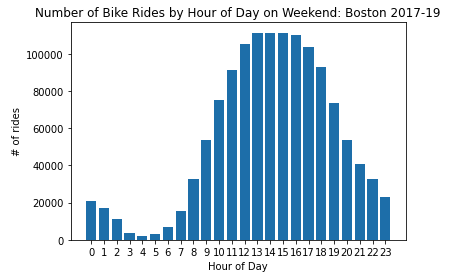 Number of Bike Rides by Hour of Day on Weekend: Boston 2017-19
100000
80000
60000
40000
20000
0
# of rides
0 1 2 3 4 5 6 7 8 9 10 11 12 13 14 15 16 17 18 19 20 21 22 23
Hour of Day